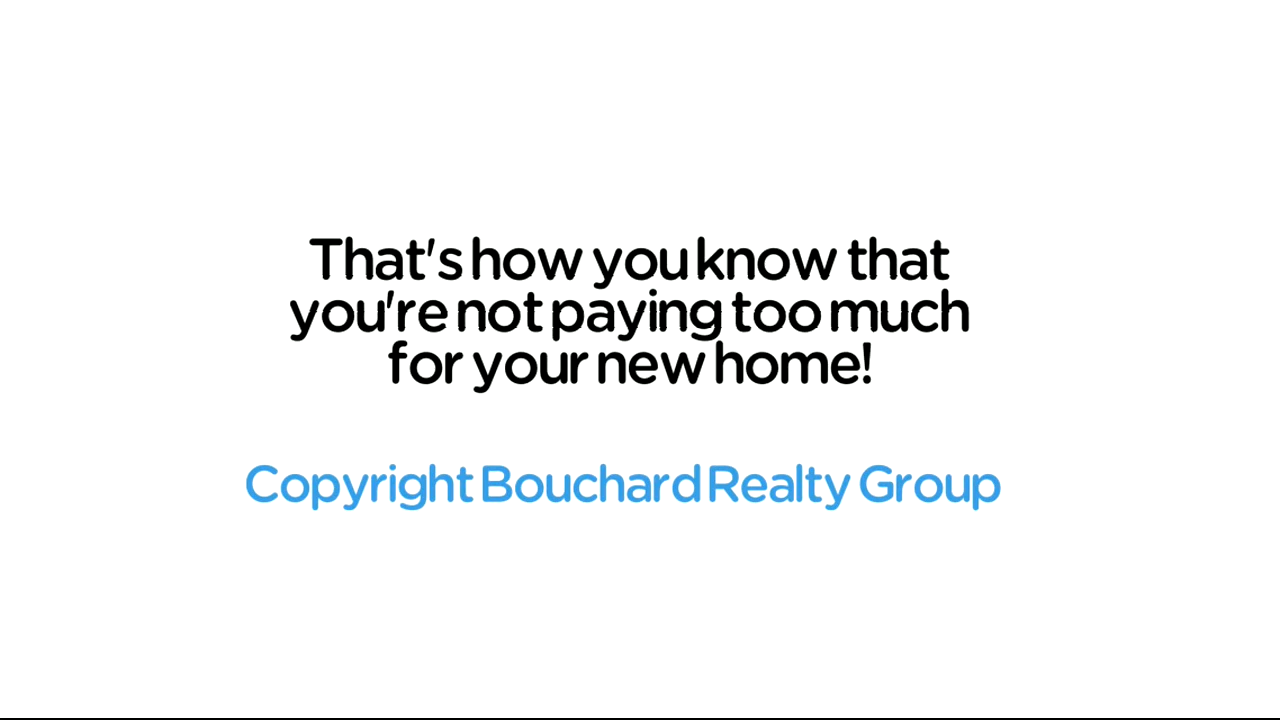 That's how you know that
you're not paying too much
for your new home!
Copyright Bouchard Realty Group